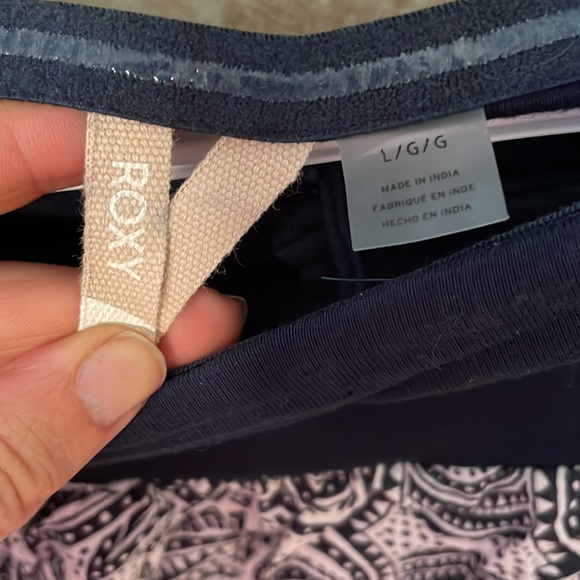 ROXY
L/G/G
MADE IN INDIA
FABRIQUÉ EN INDE
HECHO EN INDIA